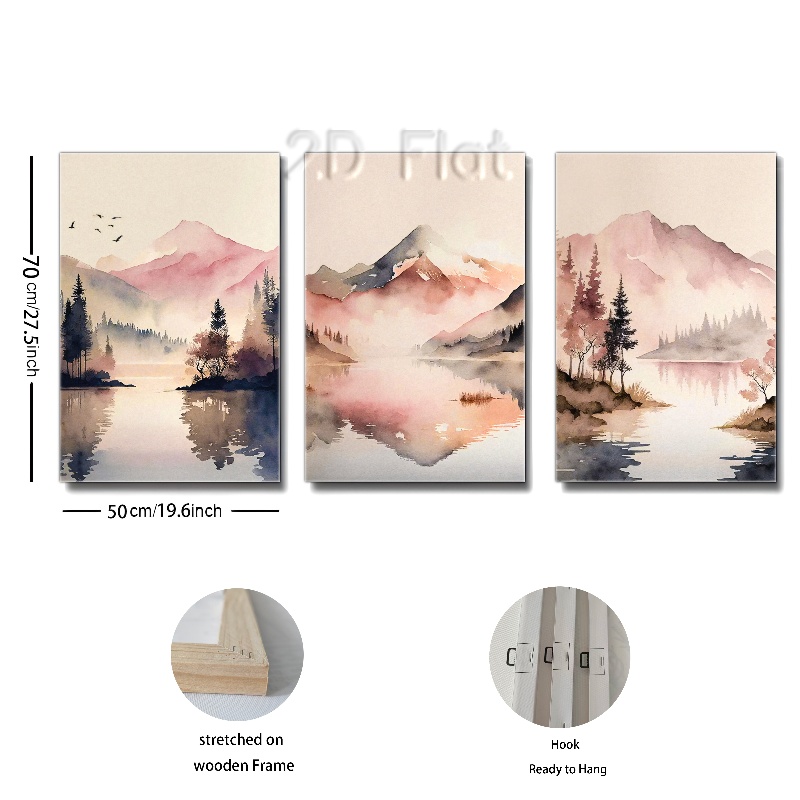 2D Flat
70cm/27.5inch
50cm/19.6inch
stretched on
wooden Frame
Hook
Ready to Hang